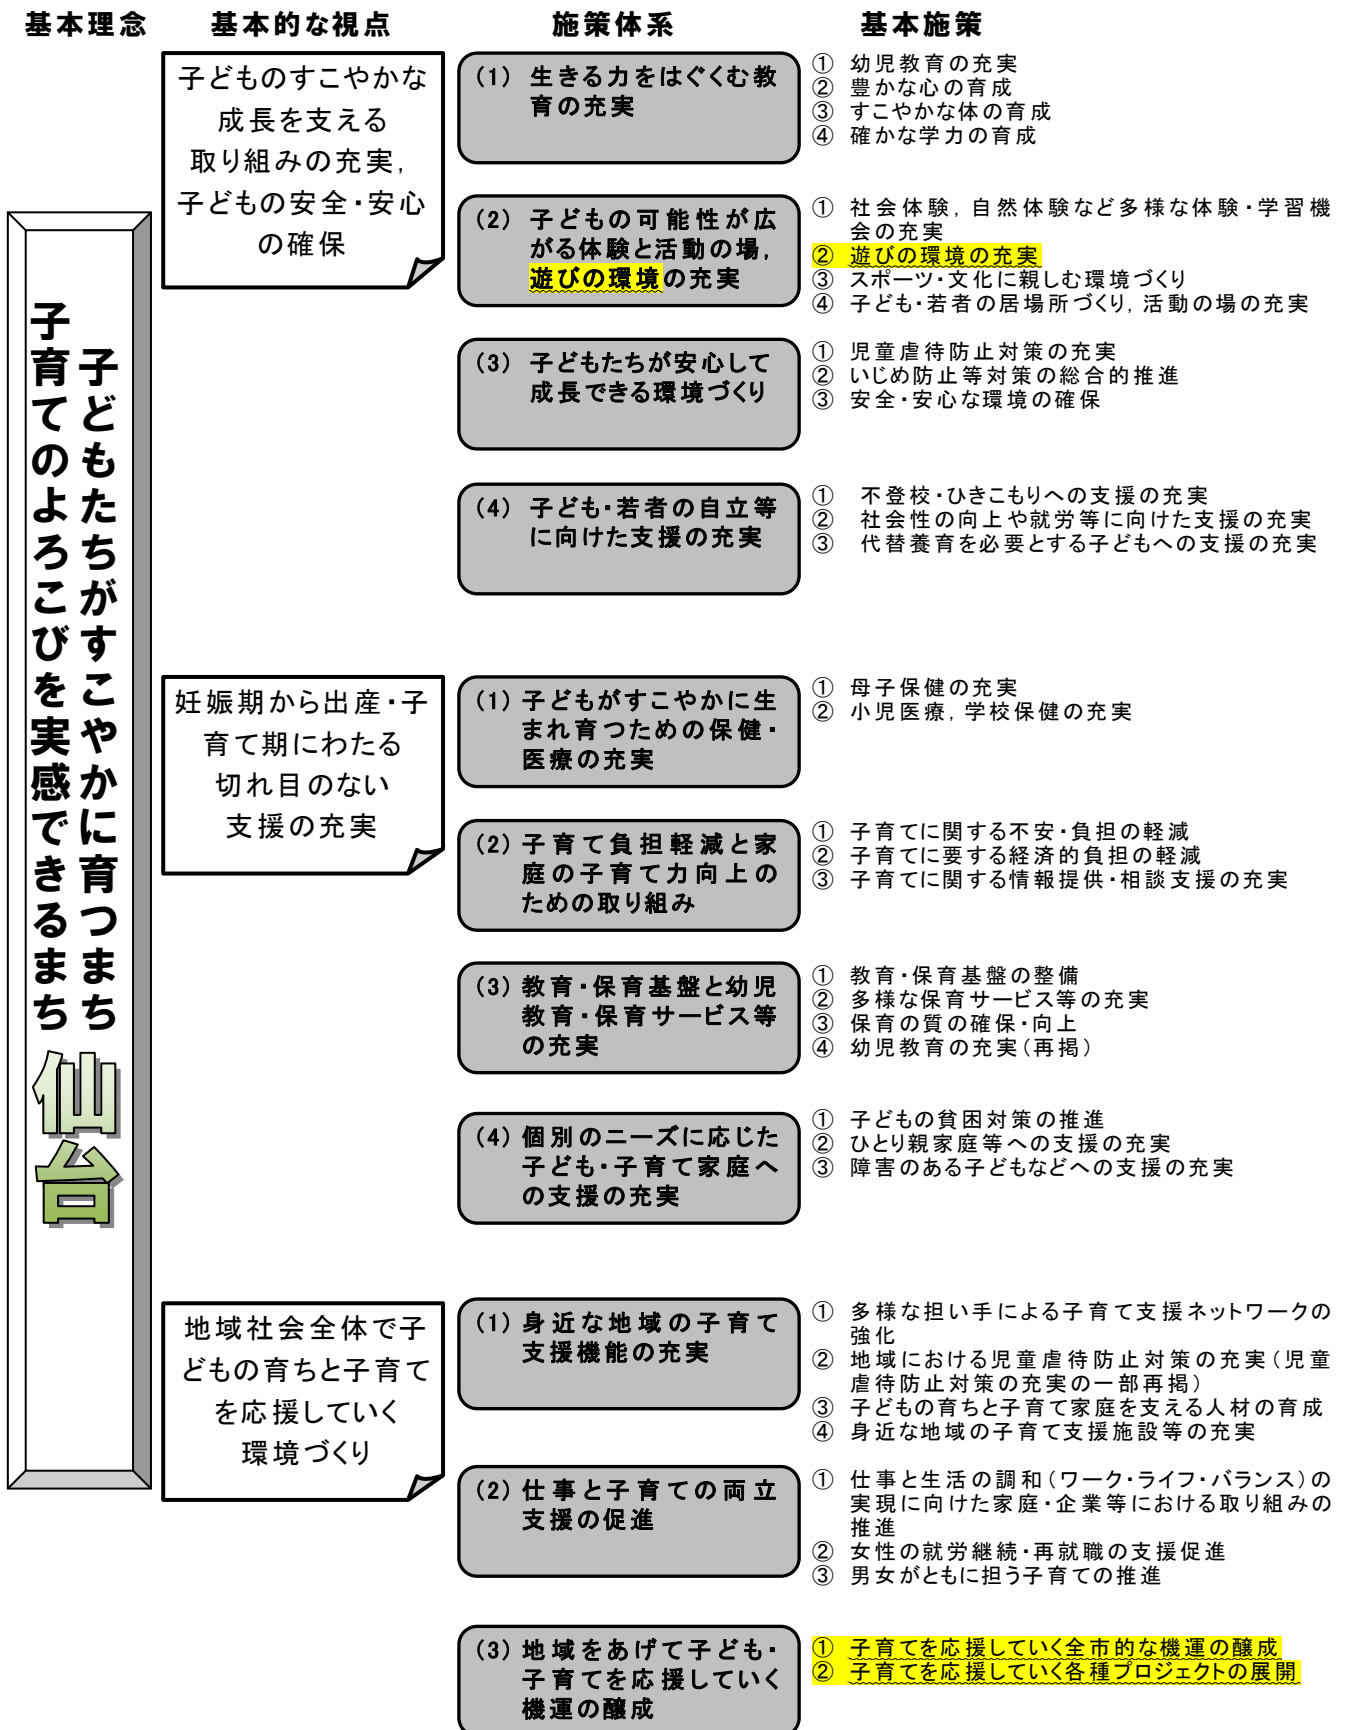 基本理念 基本的な視点 施策体系 基本施策
子どもたちがすこやかに育つまち
子育てのよろこびを実感できるまち
仙台
子どものすこやかな
成長を支える
取り組みの充実,
子どもの安全・安心
の確保
(1) 生きる力をはぐくむ教
育の充実
① 幼児教育の充実
② 豊かな心の育成
③ すこやかな体の育成
④ 確かな学力の育成
(2) 子どもの可能性が広
がる体験と活動の場,
遊びの環境の充実
① 社会体験, 自然体験など多様な体験・学習機
会の充実
② 遊びの環境の充実
③ スポーツ・文化に親しむ環境づくり
④ 子ども・若者の居場所づくり, 活動の場の充実
(3) 子どもたちが安心して
成長できる環境づくり
① 児童虐待防止対策の充実
② いじめ防止等対策の総合的推進
③ 安全・安心な環境の確保
(4) 子ども・若者の自立等
に向けた支援の充実
① 不登校・ひきこもりへの支援の充実
② 社会性の向上や就労等に向けた支援の充実
③ 代替養育を必要とする子どもへの支援の充実
妊娠期から出産・子
育て期にわたる
切れ目のない
支援の充実
(1) 子どもがすこやかに生
まれ育つための保健・
医療の充実
① 母子保健の充実
② 小児医療, 学校保健の充実
(2) 子育て負担軽減と家
庭の子育て力向上の
ための取り組み
① 子育てに関する不安・負担の軽減
② 子育てに要する経済的負担の軽減
③ 子育てに関する情報提供・相談支援の充実
(3) 教育・保育基盤と幼児
教育・保育サービス等
の充実
① 教育・保育基盤の整備
② 多様な保育サービス等の充実
③ 保育の質の確保・向上
④ 幼児教育の充実(再掲)
(4) 個別のニーズに応じた
子ども・子育て家庭へ
の支援の充実
① 子どもの貧困対策の推進
② ひとり親家庭等への支援の充実
③ 障害のある子どもなどへの支援の充実
地域社会全体で子
どもの育ちと子育て
を応援していく
環境づくり
(1) 身近な地域の子育て
支援機能の充実
① 多様な担い手による子育て支援ネットワークの
強化
② 地域における児童虐待防止対策の充実(児童
虐待防止対策の充実の一部再掲)
③ 子どもの育ちと子育て家庭を支える人材の育成
④ 身近な地域の子育て支援施設等の充実
(2) 仕事と子育ての両立
支援の促進
① 仕事と生活の調和(ワーク・ライフ・バランス)の
実現に向けた家庭・企業等における取り組みの
推進
② 女性の就労継続・再就職の支援促進
③ 男女がともに担う子育ての推進
(3) 地域をあげて子ども・
子育てを応援していく
機運の醸成
① 子育てを応援していく全市的な機運の醸成
② 子育てを応援していく各種プロジェクトの展開